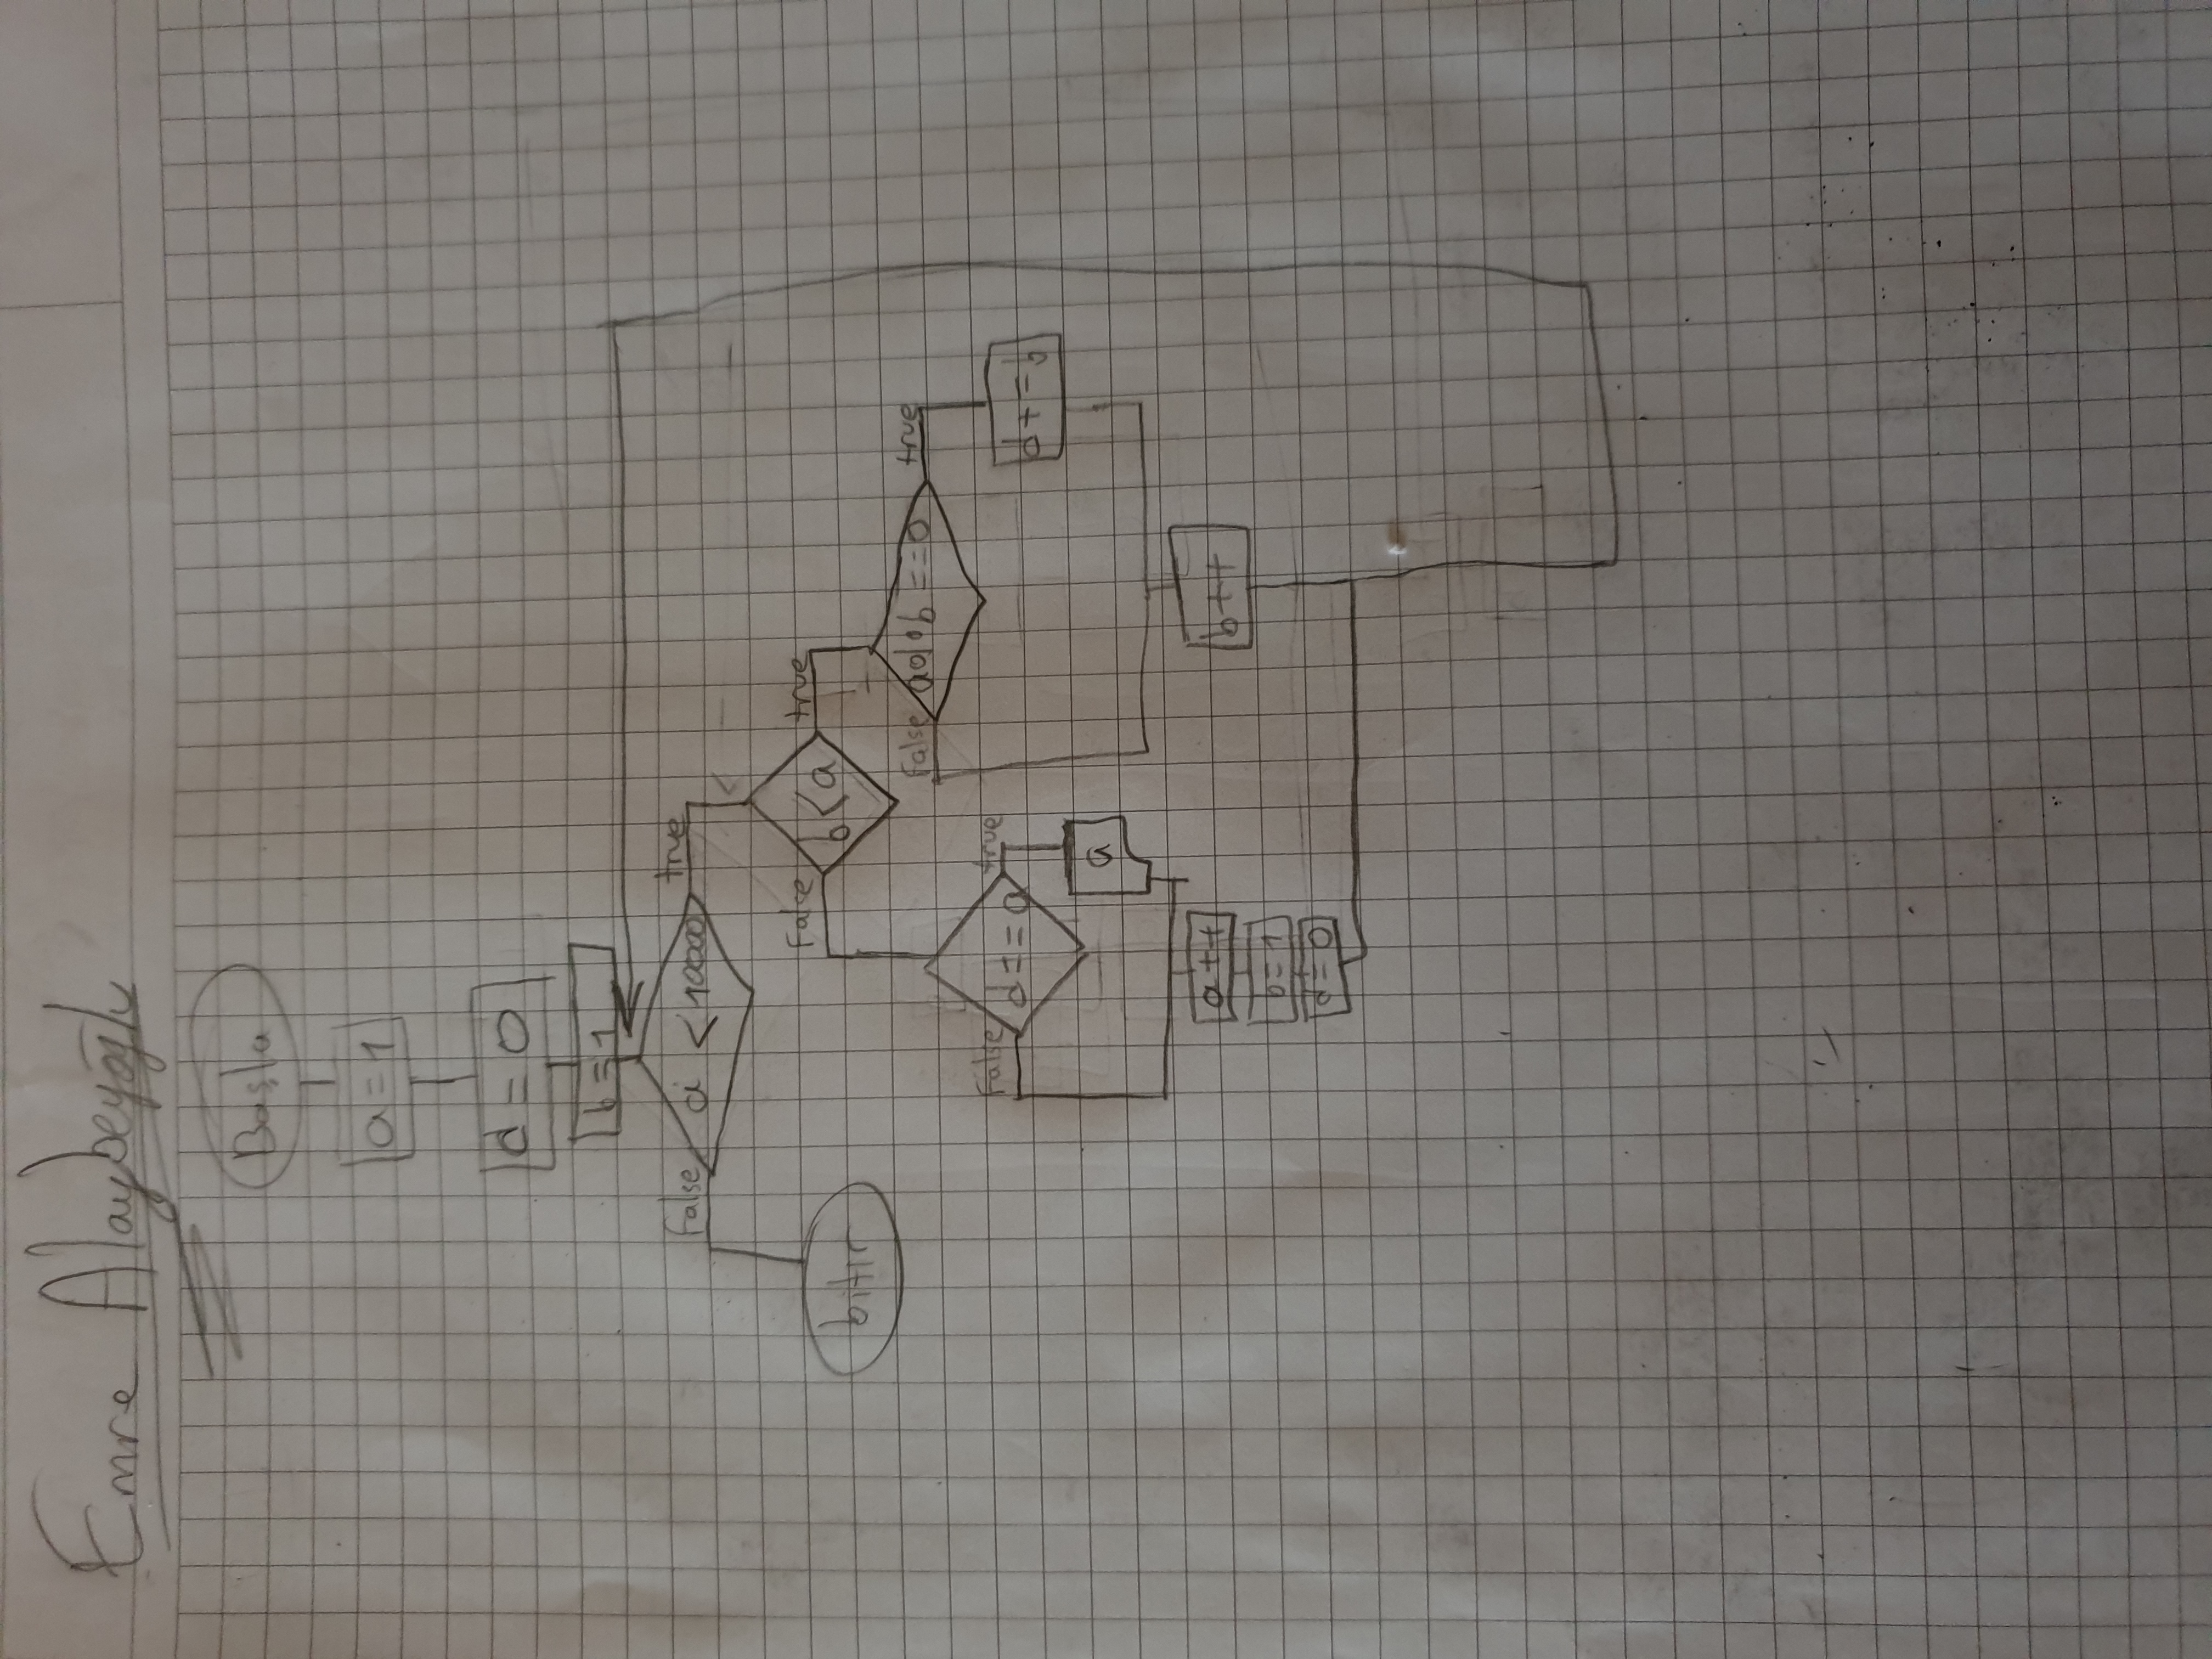 Emre Alaybeyoğlu
Başla
a = 1
d = 0
b = 1
False a < 10000 true
bitir
False b < a true
False a % b == 0 true
False d == a true
d + = b
a
a ++
b ++
b = 1
d = 0